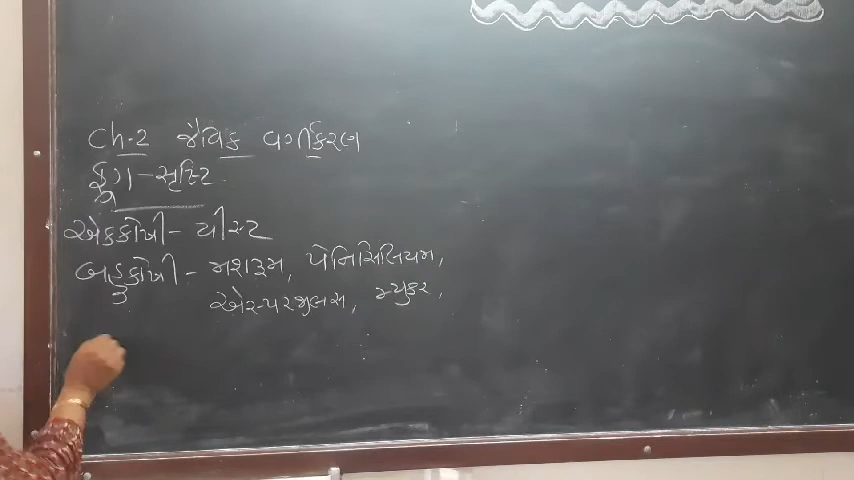 Ch-2 જૈવિક વર્ગીકરણ
ફૂગ-સૃષ્ટિ
એકકોષી - યીસ્ટ
બહુકોષી - મશરૂમ, પેનિસિલિયમ,
એસ્પરજીલસ, મ્યુકર,